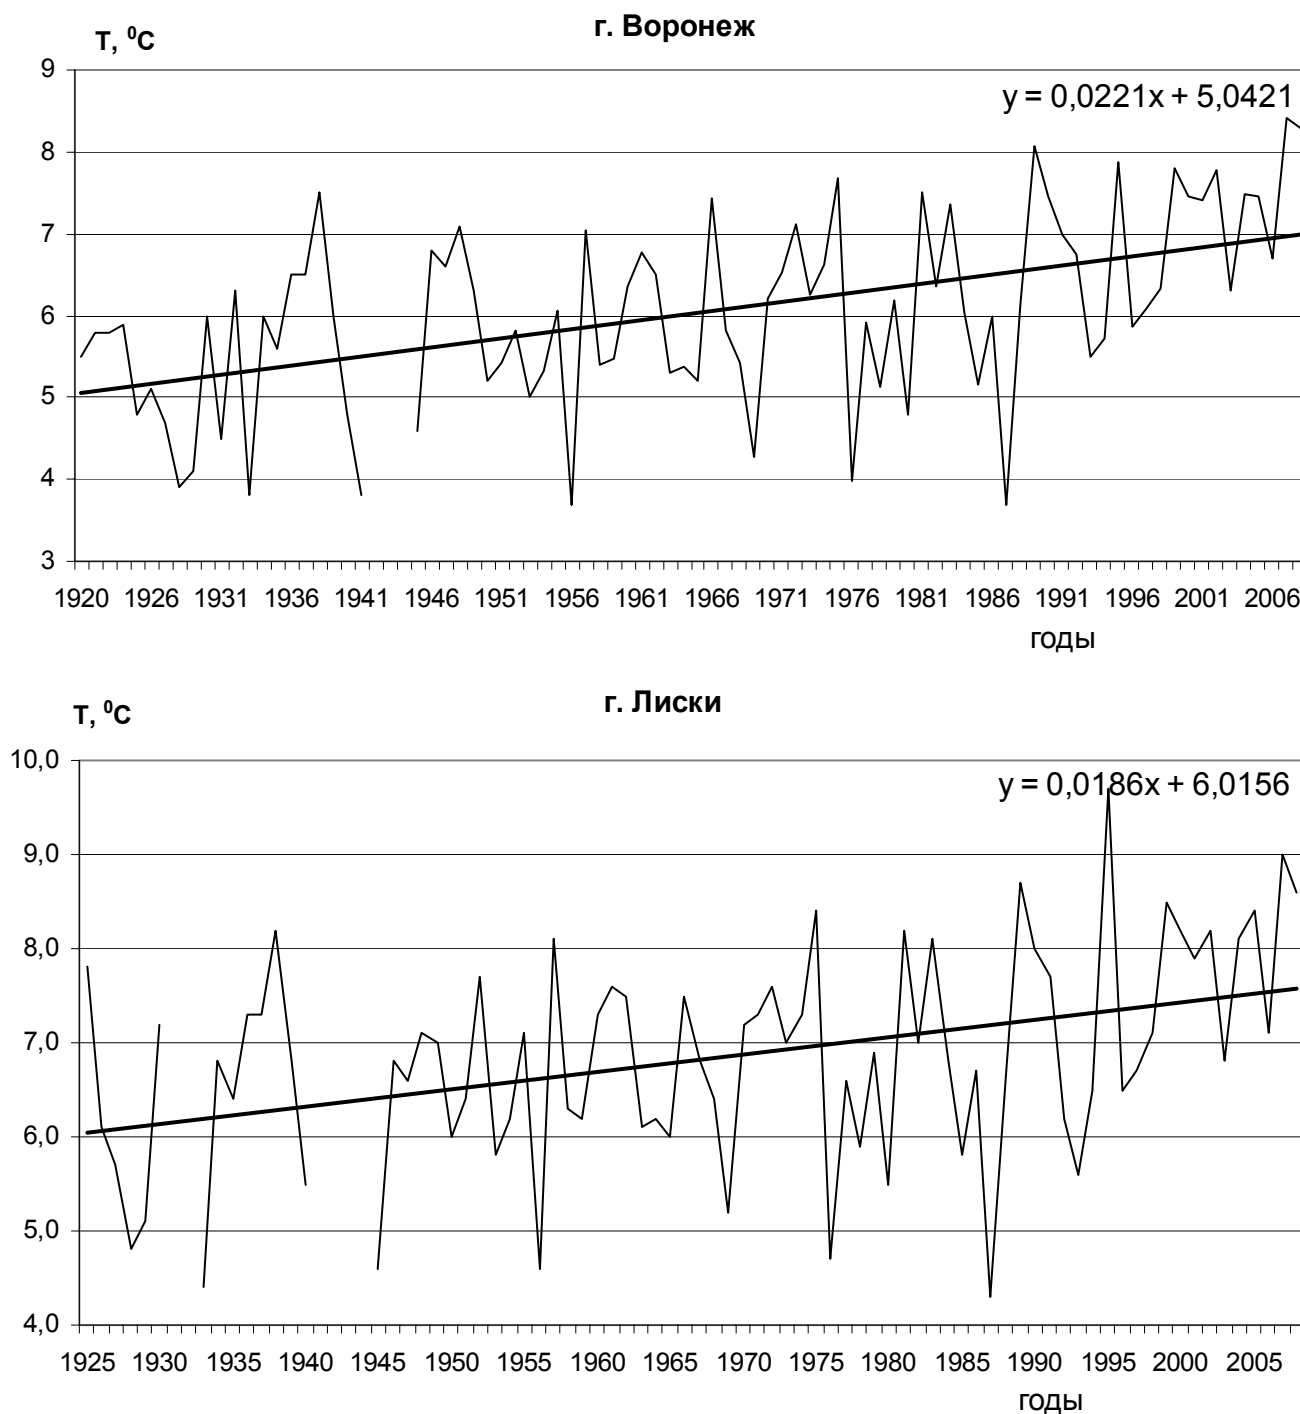 г. Воронеж
T, ⁰C
y = 0,0221x + 5,0421
9
8
7
6
5
4
3
1920 1926 1931 1936 1941 1946 1951 1956 1961 1966 1971 1976 1981 1986 1991 1996 2001 2006
годы
г. Лиски
T, ⁰C
y = 0,0186x + 6,0156
10,0
9,0
8,0
7,0
6,0
5,0
4,0
1925 1930 1935 1940 1945 1950 1955 1960 1965 1970 1975 1980 1985 1990 1995 2000 2005
годы